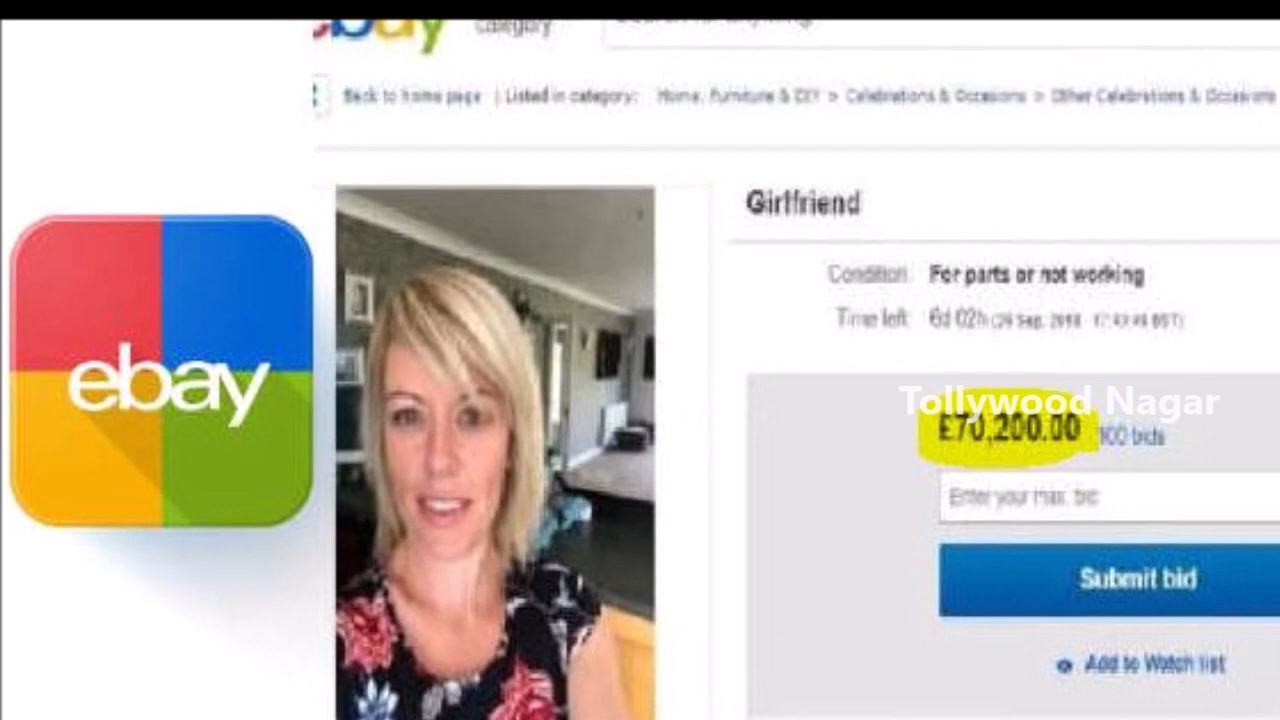 ebay
category
Back to home page | Listed in category: Home, Furniture & DIY > Celebrations & Occasions > Other Celebrations & Occasions
ebay
Girlfriend
Condition: For parts or not working
Time left: 6d 02h
Tollywood Nagar
£70,200.00 100 bids
Enter your max. bid
Submit bid
Add to Watch list